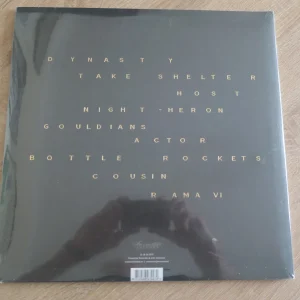 DYNASTY
TAKE SHELTER
HOST
NIGHT-HERON
GOULDIANS
ACTOR
BOTTLE ROCKETS
COUSIN
RAMA VI